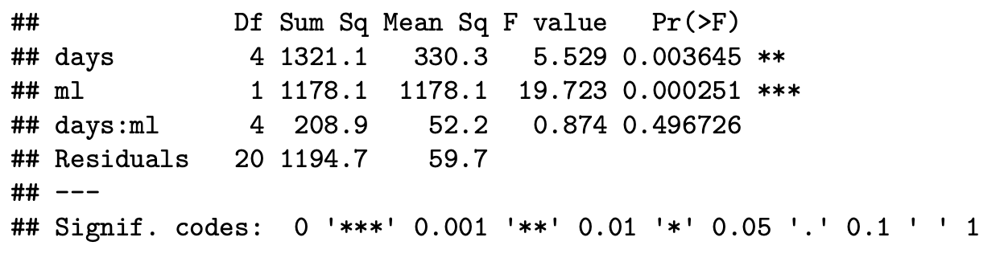 ##             Df Sum Sq Mean Sq F value   Pr(>F)
## days         4 1321.1   330.3   5.529 0.003645 **
## ml           1 1178.1  1178.1  19.723 0.000251 ***
## days:ml      4  208.9    52.2   0.874 0.496726
## Residuals   20 1194.7    59.7
## ---
## Signif. codes:  0 '***' 0.001 '**' 0.01 '*' 0.05 '.' 0.1 ' ' 1